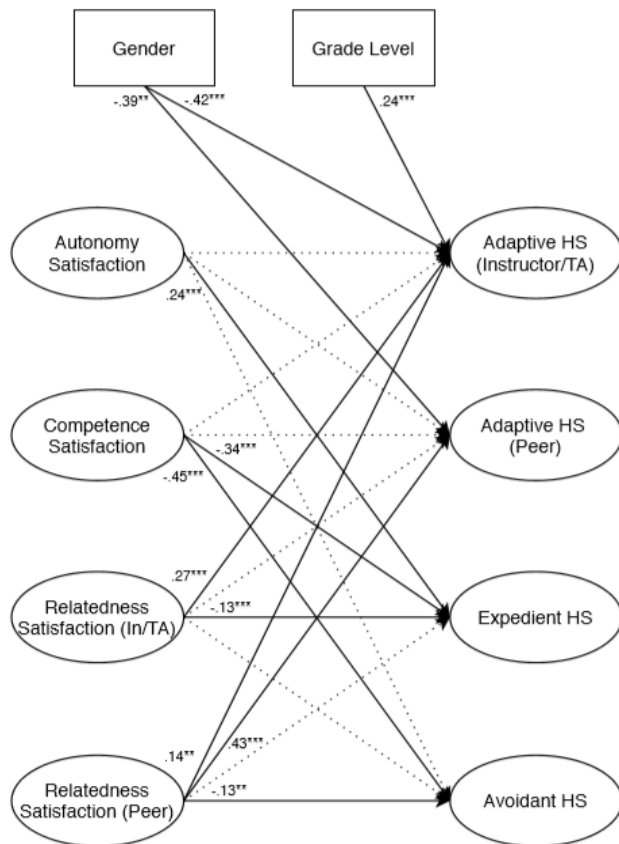 Gender
Grade Level
-.39**
-.42***
.24***
Autonomy
Satisfaction
Adaptive HS
(Instructor/TA)
.24***
Competence
Satisfaction
Adaptive HS
(Peer)
-.34***
-.45***
.27***
Relatedness
Satisfaction (In/TA)
-.13***
Expedient HS
.14**
.43***
Relatedness
Satisfaction (Peer)
-.13**
Avoidant HS